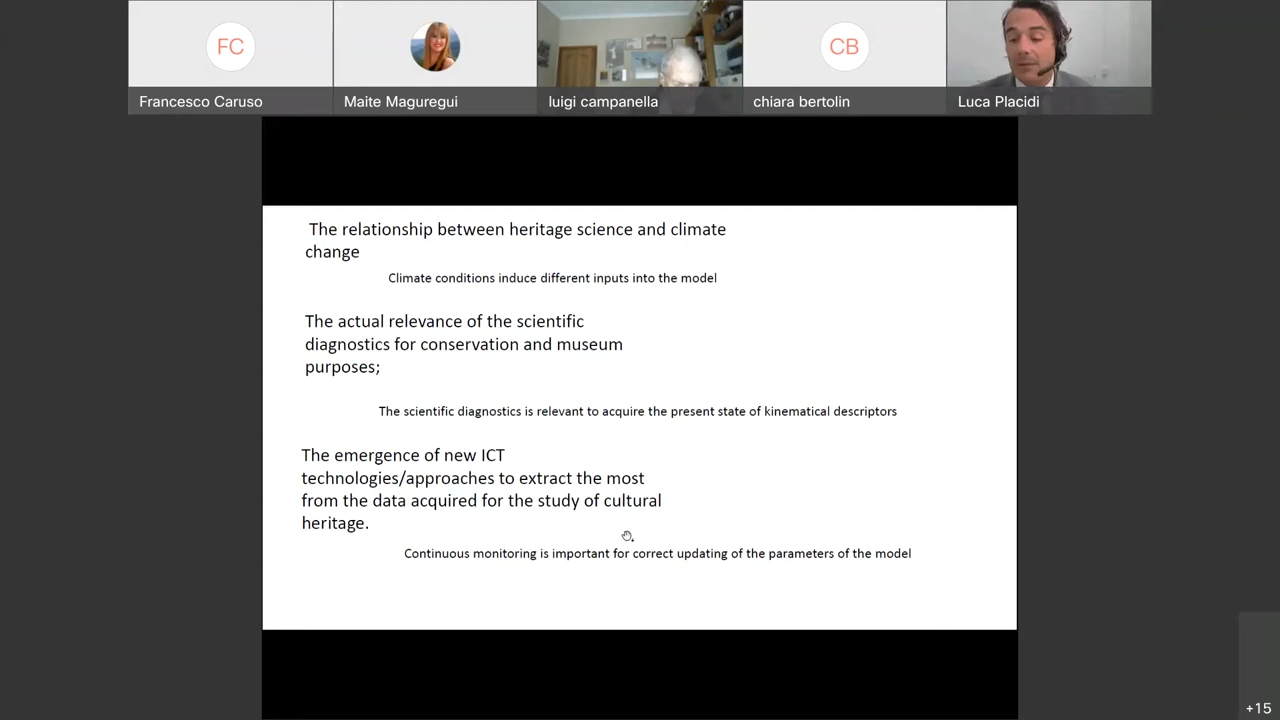 FC
CB
Francesco Caruso
Maite Maguregui
luigi campanella
chiara bertolin
Luca Placidi
The relationship between heritage science and climate
change
Climate conditions induce different inputs into the model
The actual relevance of the scientific
diagnostics for conservation and museum
purposes;
The scientific diagnostics is relevant to acquire the present state of kinematical descriptors
The emergence of new ICT
technologies/approaches to extract the most
from the data acquired for the study of cultural
heritage.
Continuous monitoring is important for correct updating of the parameters of the model
+15